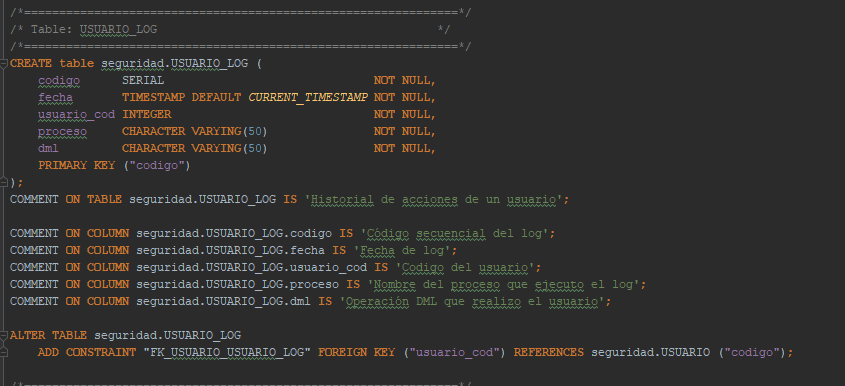 /*==============================================================*/
/* Table: USUARIO_LOG                                        */
/*==============================================================*/
CREATE table seguridad.USUARIO_LOG (
    codigo      SERIAL                              NOT NULL,
    fecha       TIMESTAMP DEFAULT CURRENT_TIMESTAMP NOT NULL,
    usuario_cod INTEGER                             NOT NULL,
    proceso     CHARACTER VARYING(50)               NOT NULL,
    dml         CHARACTER VARYING(50)               NOT NULL,
    PRIMARY KEY ("codigo")
);
COMMENT ON TABLE seguridad.USUARIO_LOG IS 'Historial de acciones de un usuario';
COMMENT ON COLUMN seguridad.USUARIO_LOG.codigo IS 'Código secuencial del log';
COMMENT ON COLUMN seguridad.USUARIO_LOG.fecha IS 'Fecha de log';
COMMENT ON COLUMN seguridad.USUARIO_LOG.usuario_cod IS 'Codigo del usuario';
COMMENT ON COLUMN seguridad.USUARIO_LOG.proceso IS 'Nombre del proceso que ejecuto el log';
COMMENT ON COLUMN seguridad.USUARIO_LOG.dml IS 'Operación DML que realizo el usuario';
ALTER TABLE seguridad.USUARIO_LOG
    ADD CONSTRAINT "FK_USUARIO_USUARIO_LOG" FOREIGN KEY ("usuario_cod") REFERENCES seguridad.USUARIO ("codigo");
/*==============================================================*/